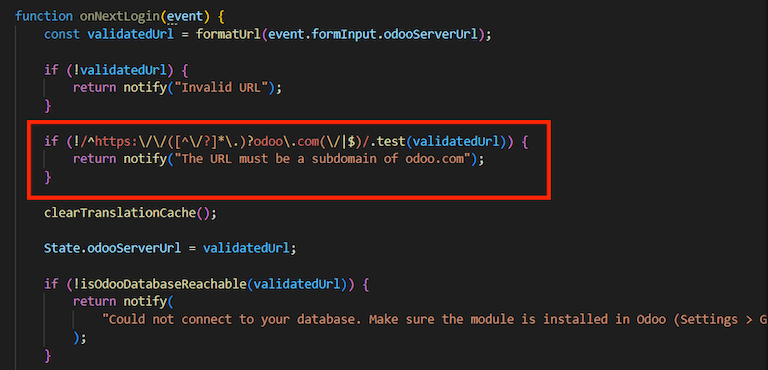 function onNextLogin(event) {
const validatedUrl = formatUrl(event.formInput.odooServerUrl);
if (!validatedUrl) {
return notify("Invalid URL");
}
if (!/^https:\/\/([^\/?]*\.)?odoo\.com(\/|$)/.test(validatedUrl)) {
return notify("The URL must be a subdomain of odoo.com");
}
clearTranslationCache();
State.odooServerUrl = validatedUrl;
if (!isOdooDatabaseReachable(validatedUrl)) {
return notify(
"Could not connect to your database. Make sure the module is installed in Odoo (Settings > G
);
}